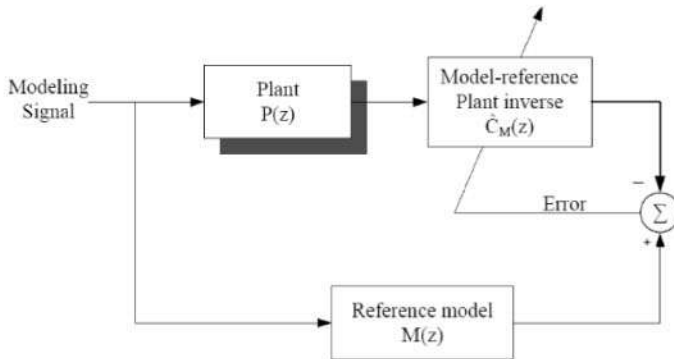 Modeling
Signal
Plant
P(z)
Model-reference
Plant inverse
Ĉ_M(z)
−
Error
Σ
+
Reference model
M(z)